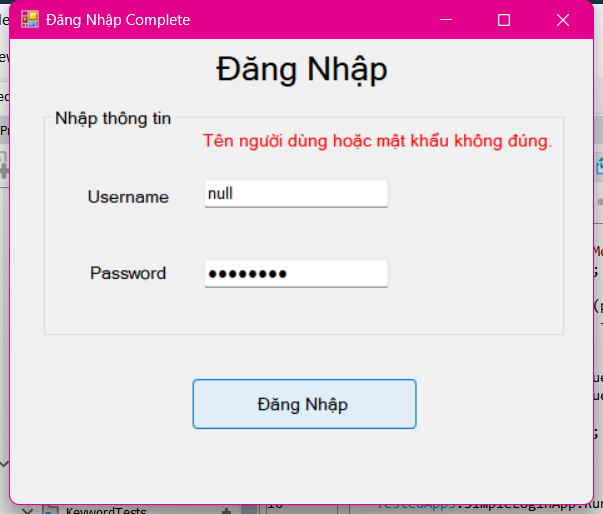 Đăng Nhập Complete
Đăng Nhập
Nhập thông tin
Tên người dùng hoặc mật khẩu không đúng.
Username
null
Password
Đăng Nhập
KeywordTests